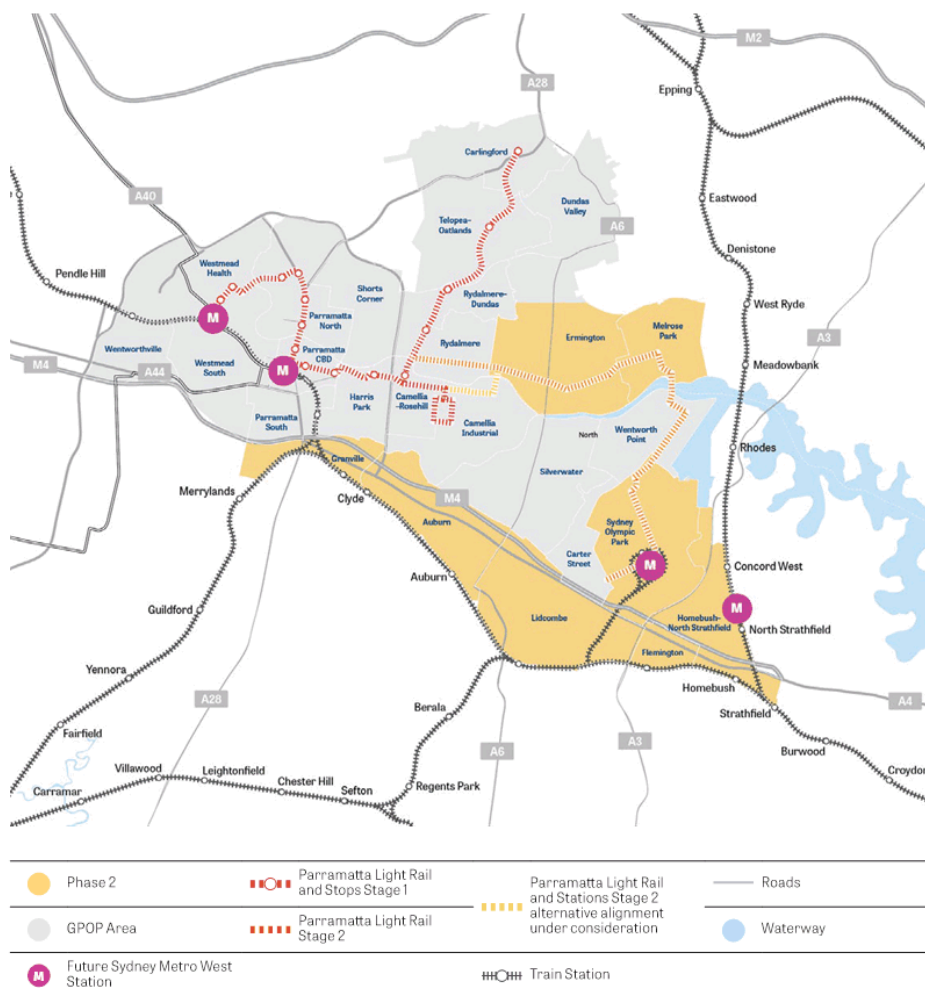 M2
A28
Epping
Carlingford
A40
Dundas
Valley
Eastwood
Telopea-
Oatlands
A6
Westmead
Health
Denistone
Pendle Hill
Shorts
Corner
Rydalmere-
Dundas
West Ryde
M
Parramatta
North
Ermington
Melrose
Park
A3
Rydalmere
Wentworthville
Parramatta
CBD
Meadowbank
M4
Westmead
South
M
A44
Harris
Park
Camellia
-Rosehill
Parramatta
South
Camellia
Industrial
North
Wentworth
Point
Rhodes
Granville
Silverwater
Merrylands
Clyde
M4
Auburn
Sydney
Olympic
Park
Carter
Street
M
Concord West
Auburn
Guildford
M
Lidcombe
Homebush-
North Strathfield
North Strathfield
Flemington
Yennora
Homebush
A28
Berala
Strathfield
A4
Fairfield
A6
A3
Burwood
Villawood
Leightonfield
Chester Hill
Sefton
Regents Park
Croydon
Carramar
Phase 2
Parramatta Light Rail
and Stops Stage 1
Parramatta Light Rail
and Stations Stage 2
alternative alignment
under consideration
Roads
GPOP Area
Parramatta Light Rail
Stage 2
Waterway
M
Future Sydney Metro West
Station
Train Station